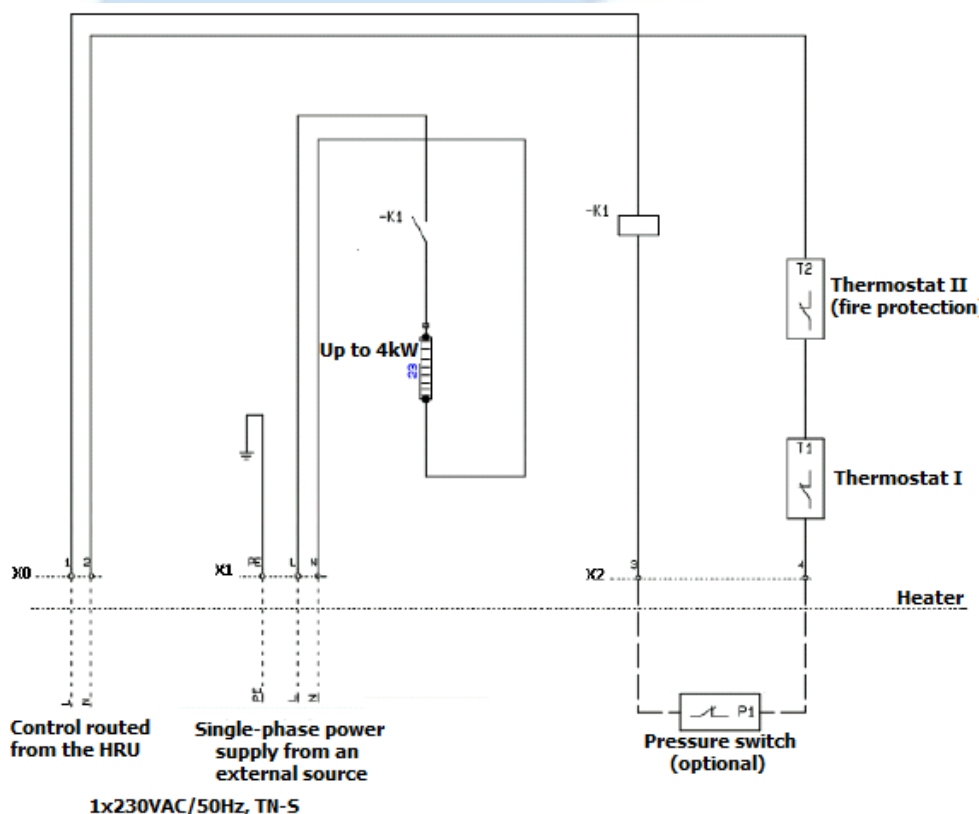 -K1
-K1
T2
Thermostat II
(fire protection)
Up to 4kW
23
T1
Thermostat I
1
2
PE
L
N
3
4
X0
X1
X2
Heater
L
N
PE
L
N
P1
Control routed
from the HRU
Single-phase power
supply from an
external source
Pressure switch
(optional)
1x230VAC/50Hz, TN-S